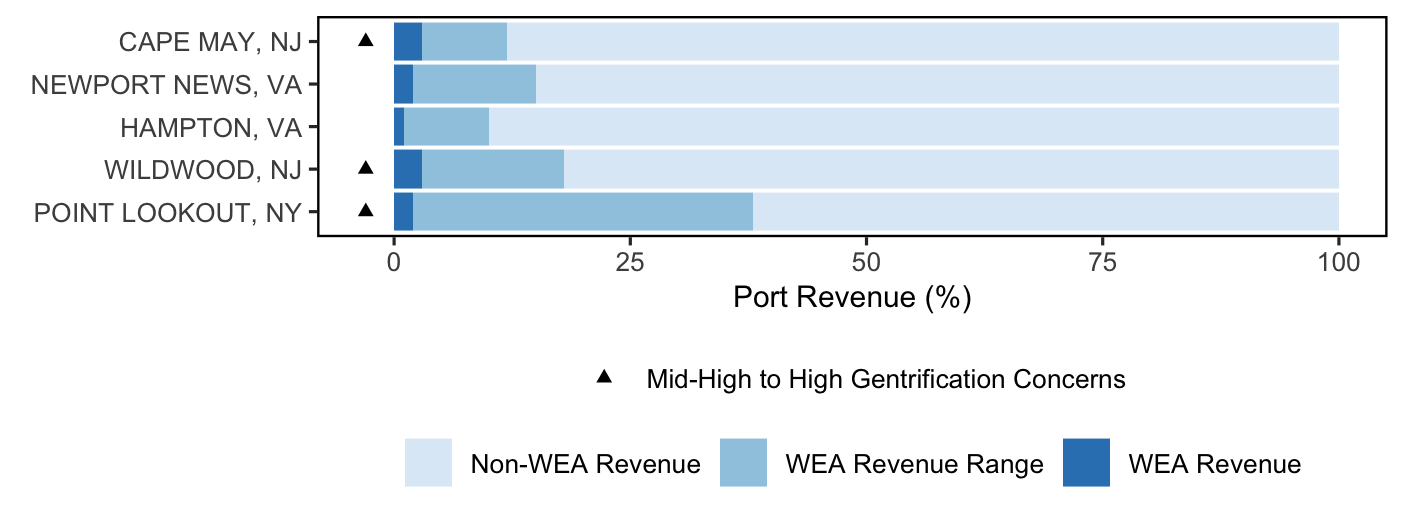 CAPE MAY, NJ
NEWPORT NEWS, VA
HAMPTON, VA
WILDWOOD, NJ
POINT LOOKOUT, NY
0 25 50 75 100
Port Revenue (%)
Mid-High to High Gentrification Concerns
Non-WEA Revenue WEA Revenue Range WEA Revenue